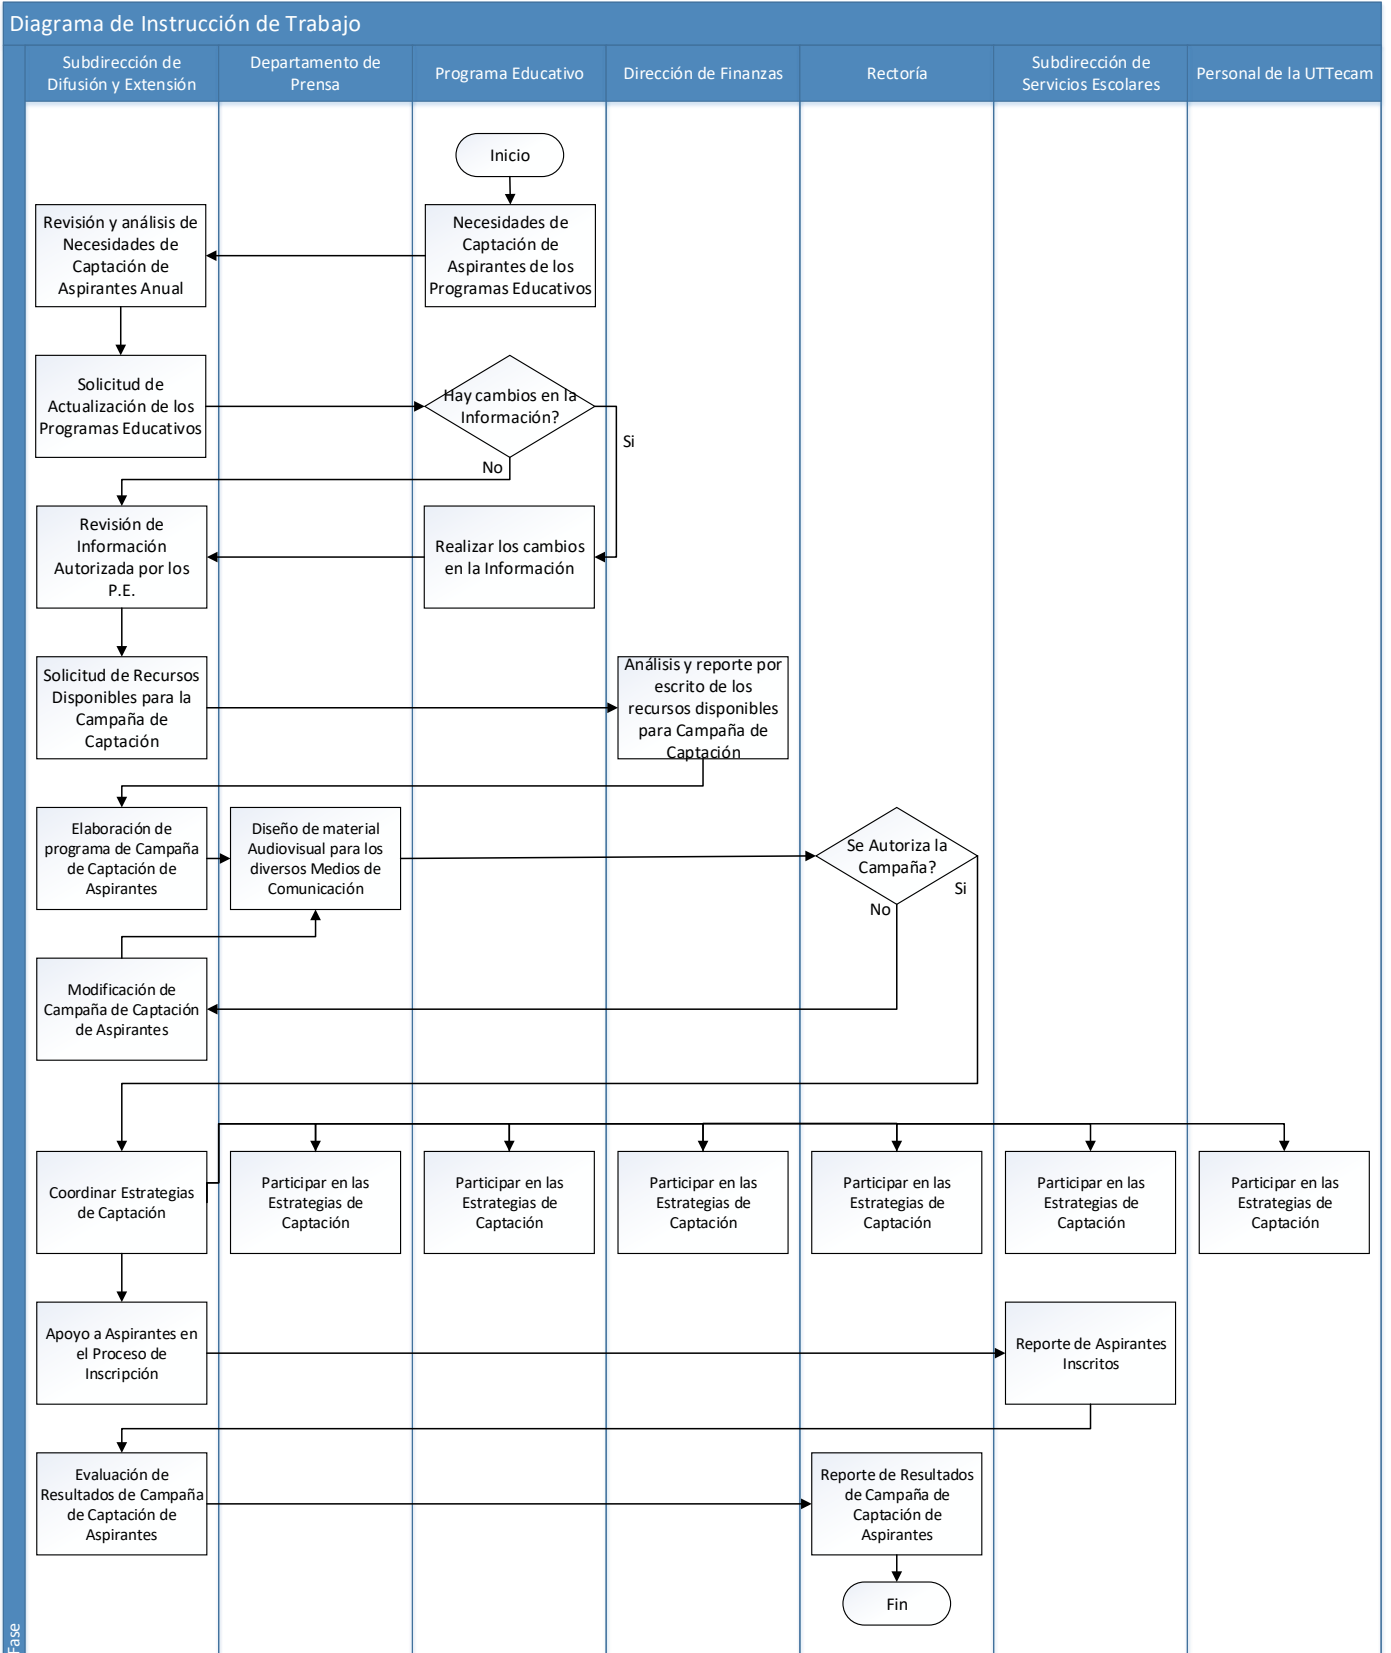 Diagrama de Instrucción de Trabajo
Subdirección de
Difusión y Extensión
Departamento de
Prensa
Programa Educativo
Dirección de Finanzas
Rectoría
Subdirección de
Servicios Escolares
Personal de la UTTecam
Inicio
Revisión y análisis de
Necesidades de
Captación de
Aspirantes Anual
Necesidades de
Captación de
Aspirantes de los
Programas Educativos
Solicitud de
Actualización de los
Programas Educativos
Hay cambios en la
Información?
Si
No
Revisión de
Información
Autorizada por los
P.E.
Realizar los cambios
en la Información
Solicitud de Recursos
Disponibles para la
Campaña de
Captación
Análisis y reporte por
escrito de los
recursos disponibles
para Campaña de
Captación
Elaboración de
programa de Campaña
de Captación de
Aspirantes
Diseño de material
Audiovisual para los
diversos Medios de
Comunicación
Se Autoriza la
Campaña?
Si
No
Modificación de
Campaña de Captación
de Aspirantes
Coordinar Estrategias
de Captación
Participar en las
Estrategias de
Captación
Participar en las
Estrategias de
Captación
Participar en las
Estrategias de
Captación
Participar en las
Estrategias de
Captación
Participar en las
Estrategias de
Captación
Participar en las
Estrategias de
Captación
Apoyo a Aspirantes en
el Proceso de
Inscripción
Reporte de Aspirantes
Inscritos
Evaluación de
Resultados de Campaña
de Captación de
Aspirantes
Reporte de Resultados
de Campaña de
Captación de
Aspirantes
Fin
Fase